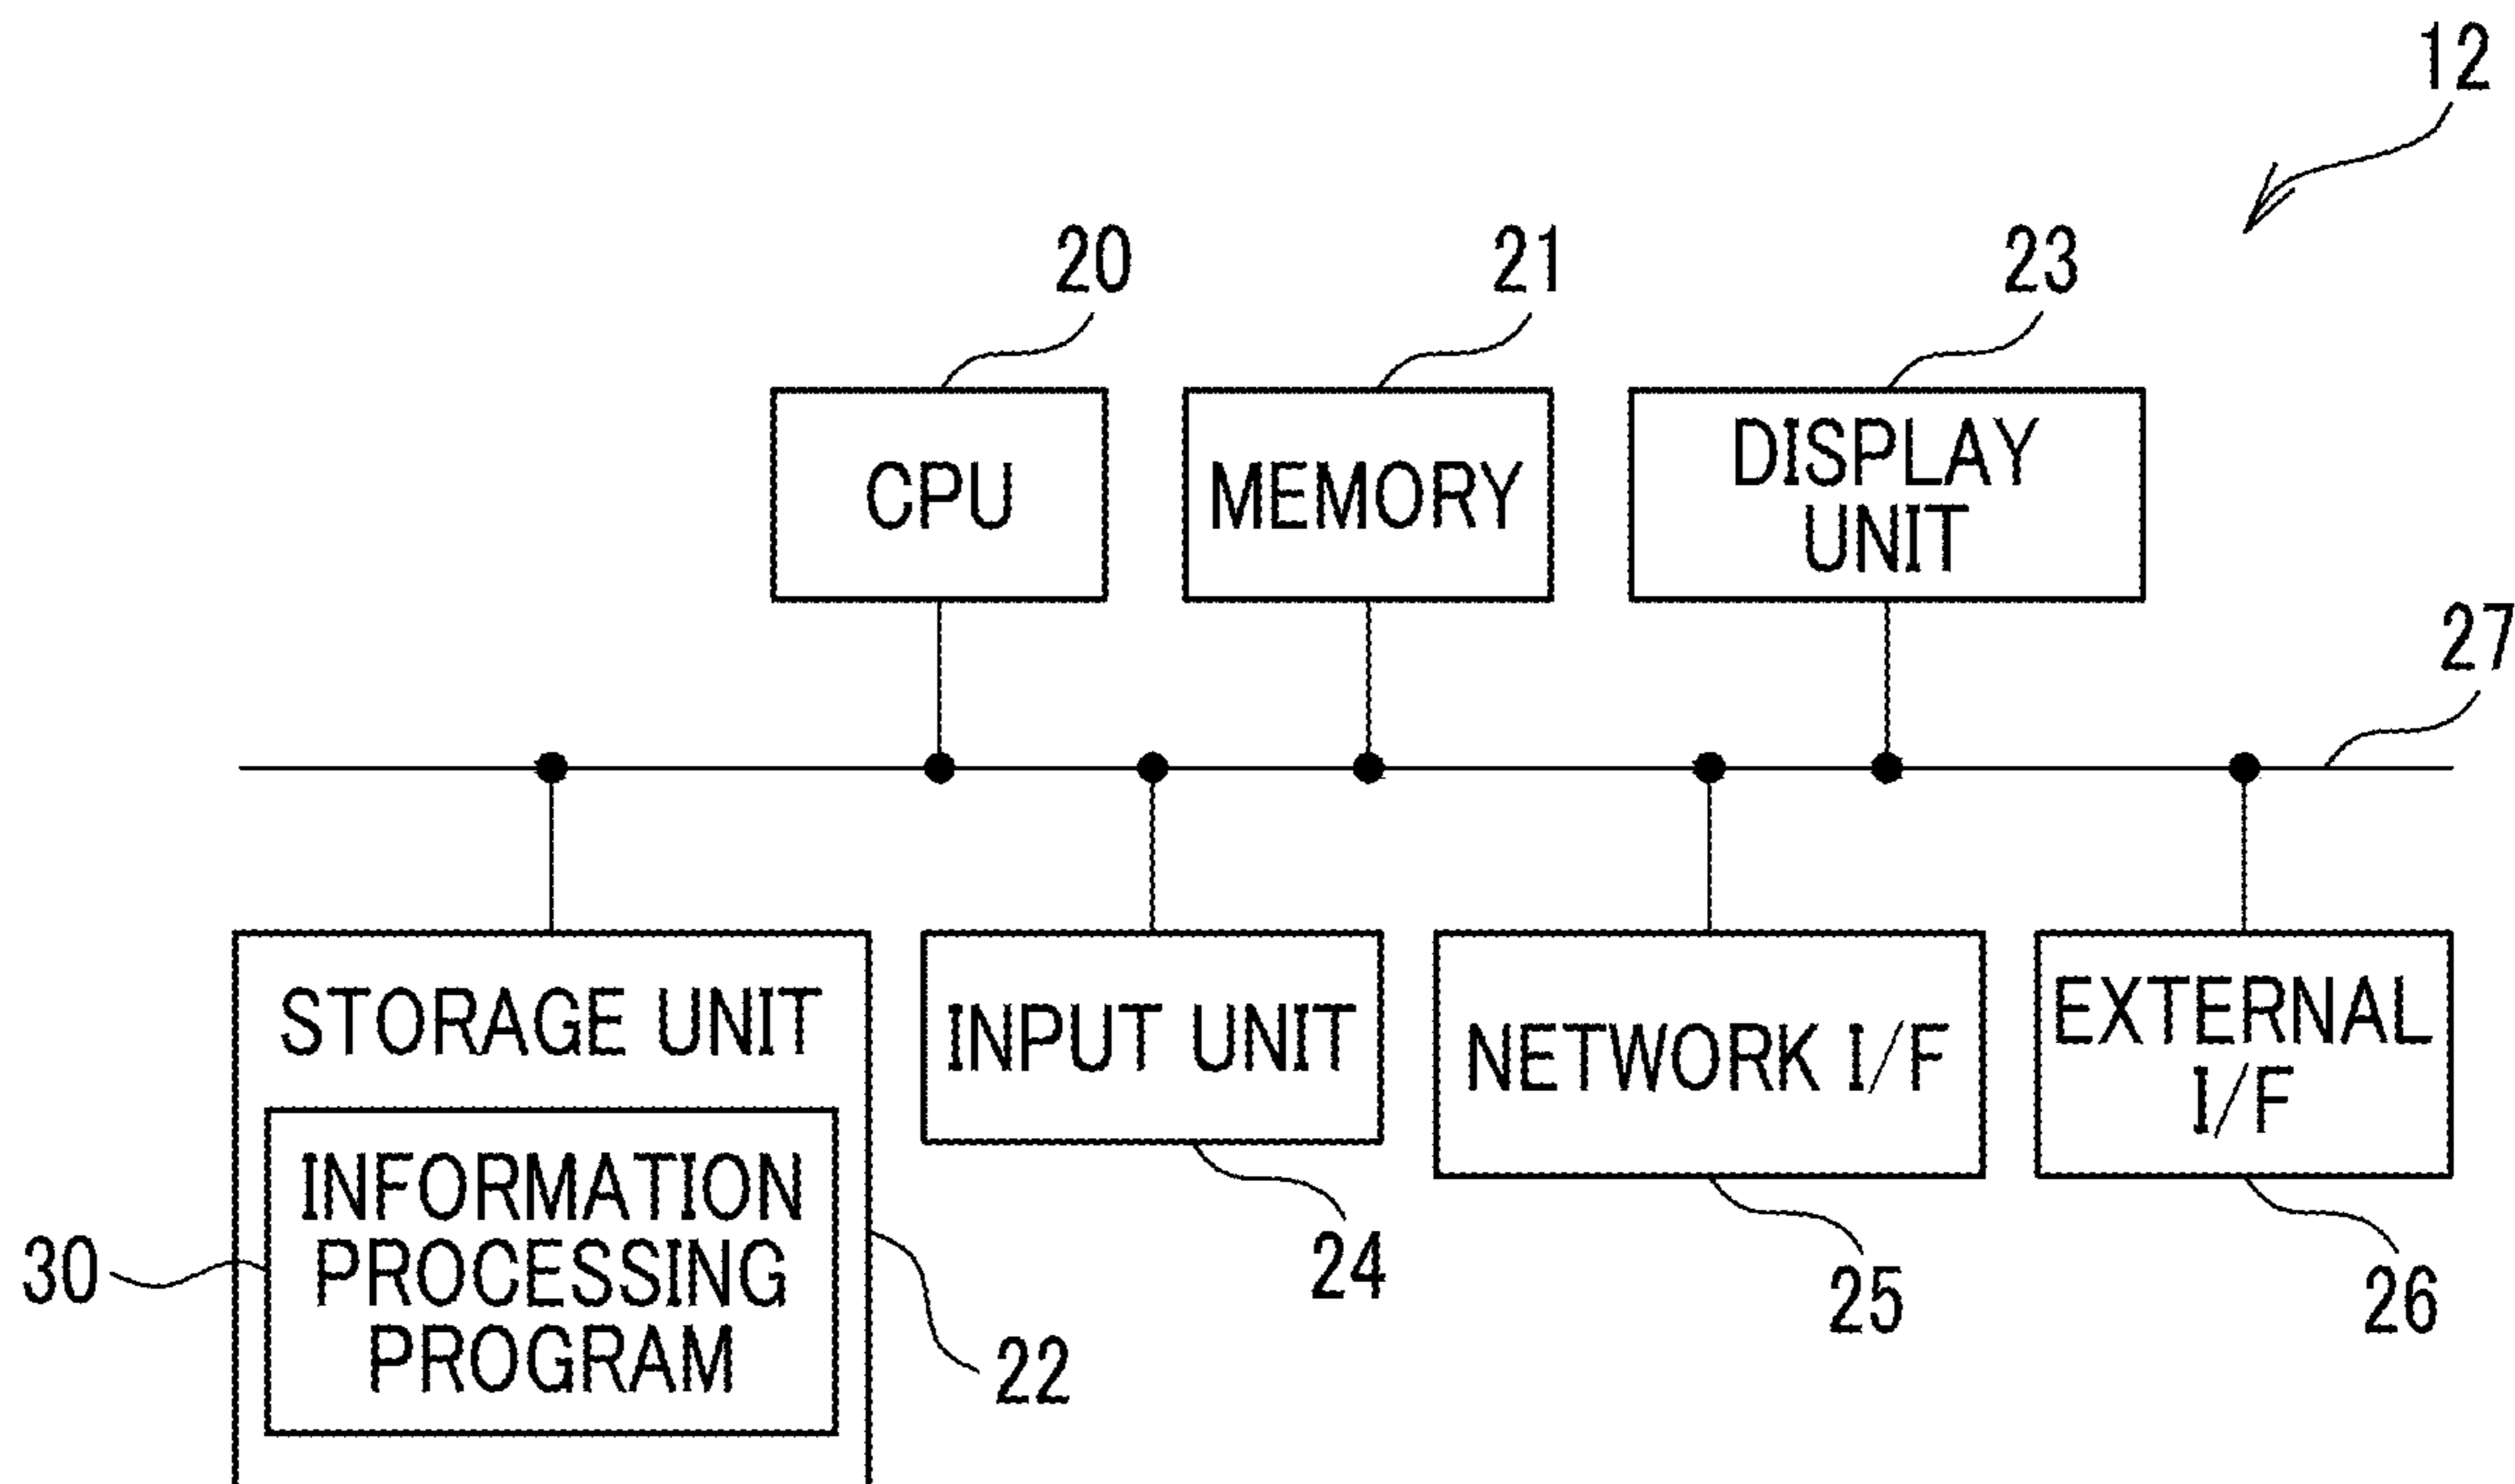 12
20
21
23
CPU
MEMORY
DISPLAY
UNIT
27
STORAGE UNIT
INFORMATION
PROCESSING
PROGRAM
30
22
INPUT UNIT
24
NETWORK I/F
25
EXTERNAL
I/F
26